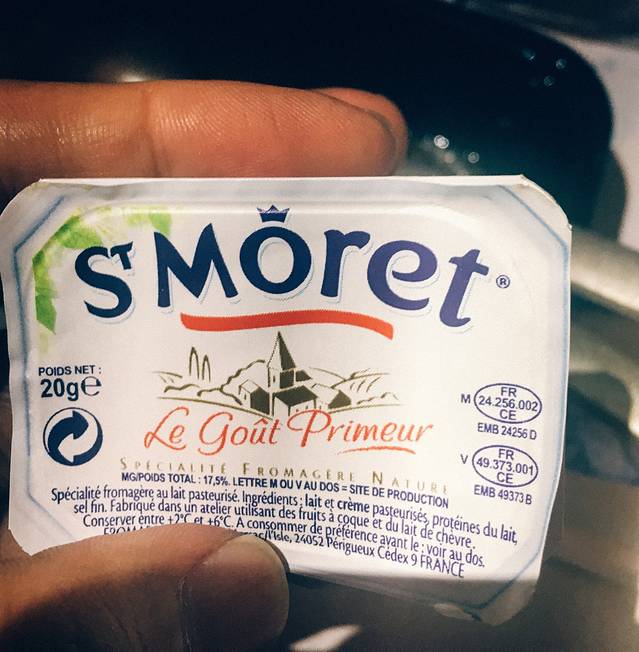 ST MÔret®
POIDS NET :
20g℮
Le Goût Primeur
SPÉCIALITÉ FROMAGÈRE NATURE
MG/POIDS TOTAL : 17,5%. LETTRE M OU V AU DOS = SITE DE PRODUCTION
Spécialité fromagère au lait pasteurisé. Ingrédients : lait et crème pasteurisés, protéines du lait,
sel fin. Fabriqué dans un atelier utilisant des fruits à coque et du lait de chèvre.
Conserver entre +2°C et +6°C. A consommer de préférence avant le : voir au dos.
l'Isle, 24052 Périgueux Cédex 9 FRANCE
M FR
24.256.002
CE
EMB 24256 D
V FR
49.373.001
CE
EMB 49373 B